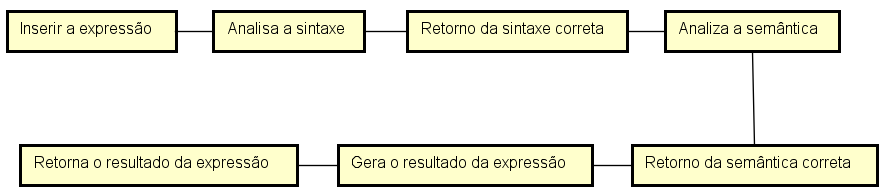 Inserir a expressão
Analisa a sintaxe
Retorno da sintaxe correta
Analiza a semântica
Retorno da semântica correta
Gera o resultado da expressão
Retorna o resultado da expressão